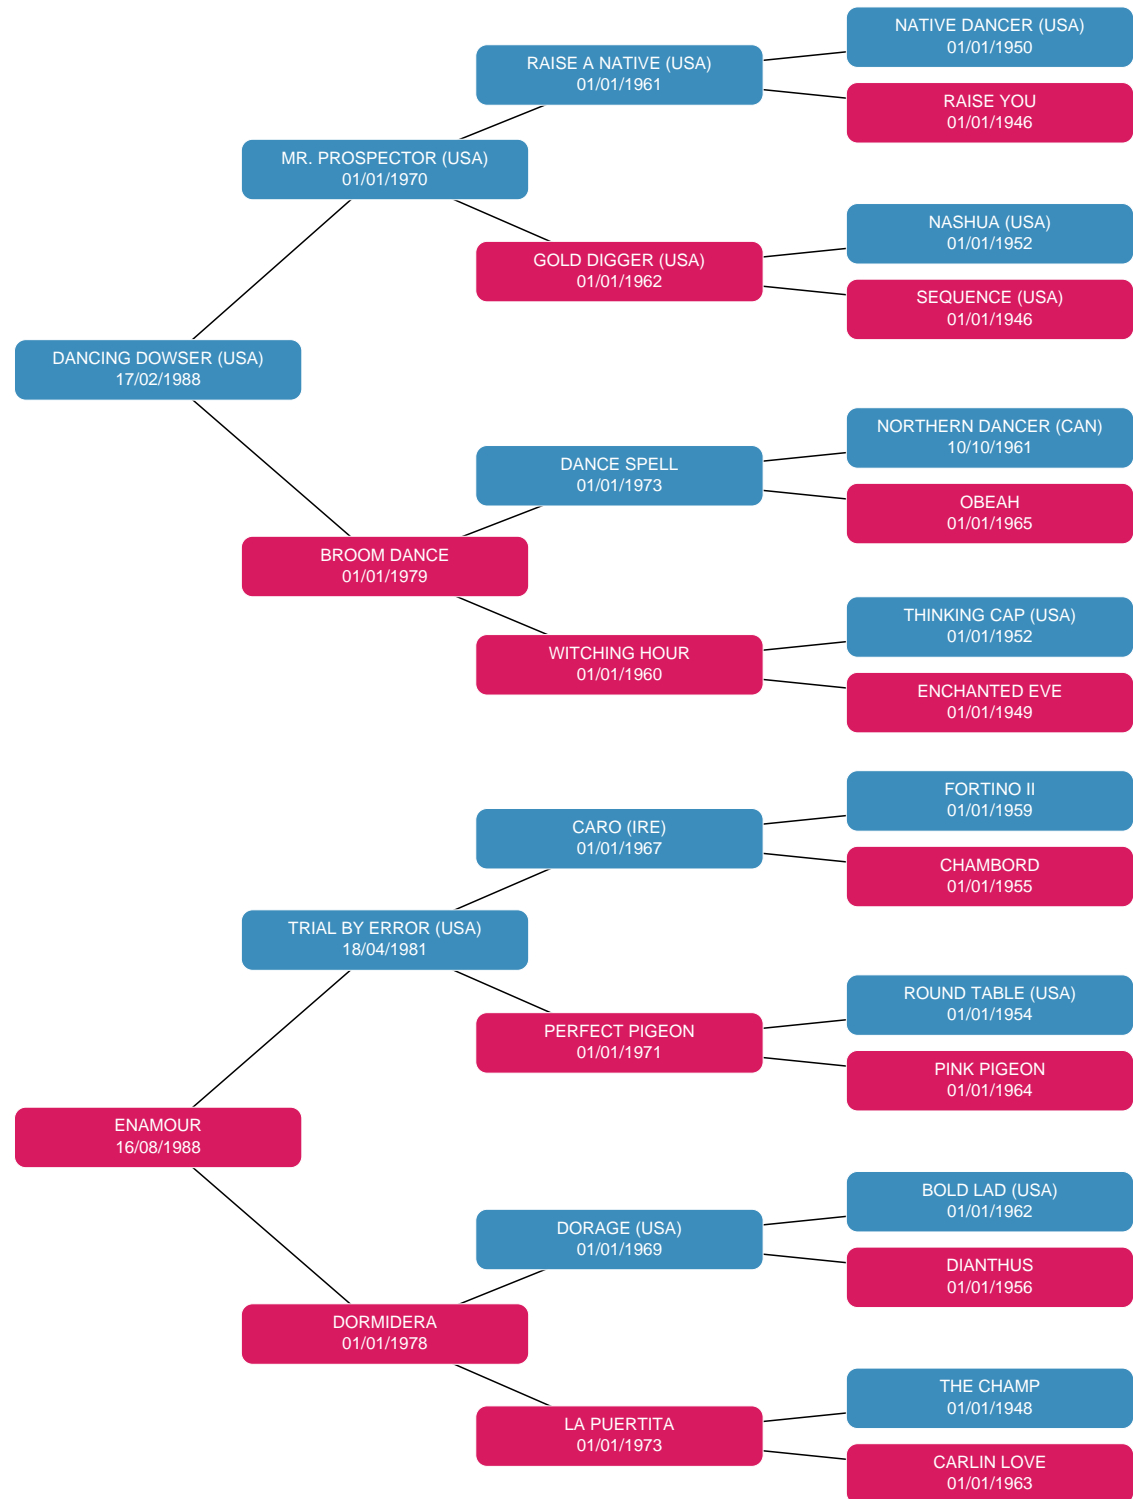 NATIVE DANCER (USA)
01/01/1950
RAISE A NATIVE (USA)
01/01/1961
RAISE YOU
01/01/1946
MR. PROSPECTOR (USA)
01/01/1970
NASHUA (USA)
01/01/1952
GOLD DIGGER (USA)
01/01/1962
SEQUENCE (USA)
01/01/1946
DANCING DOWSER (USA)
17/02/1988
NORTHERN DANCER (CAN)
10/10/1961
DANCE SPELL
01/01/1973
OBEAH
01/01/1965
BROOM DANCE
01/01/1979
THINKING CAP (USA)
01/01/1952
WITCHING HOUR
01/01/1960
ENCHANTED EVE
01/01/1949
FORTINO II
01/01/1959
CARO (IRE)
01/01/1967
CHAMBORD
01/01/1955
TRIAL BY ERROR (USA)
18/04/1981
ROUND TABLE (USA)
01/01/1954
PERFECT PIGEON
01/01/1971
PINK PIGEON
01/01/1964
ENAMOUR
16/08/1988
BOLD LAD (USA)
01/01/1962
DORAGE (USA)
01/01/1969
DIANTHUS
01/01/1956
DORMIDERA
01/01/1978
THE CHAMP
01/01/1948
LA PUERTITA
01/01/1973
CARLIN LOVE
01/01/1963